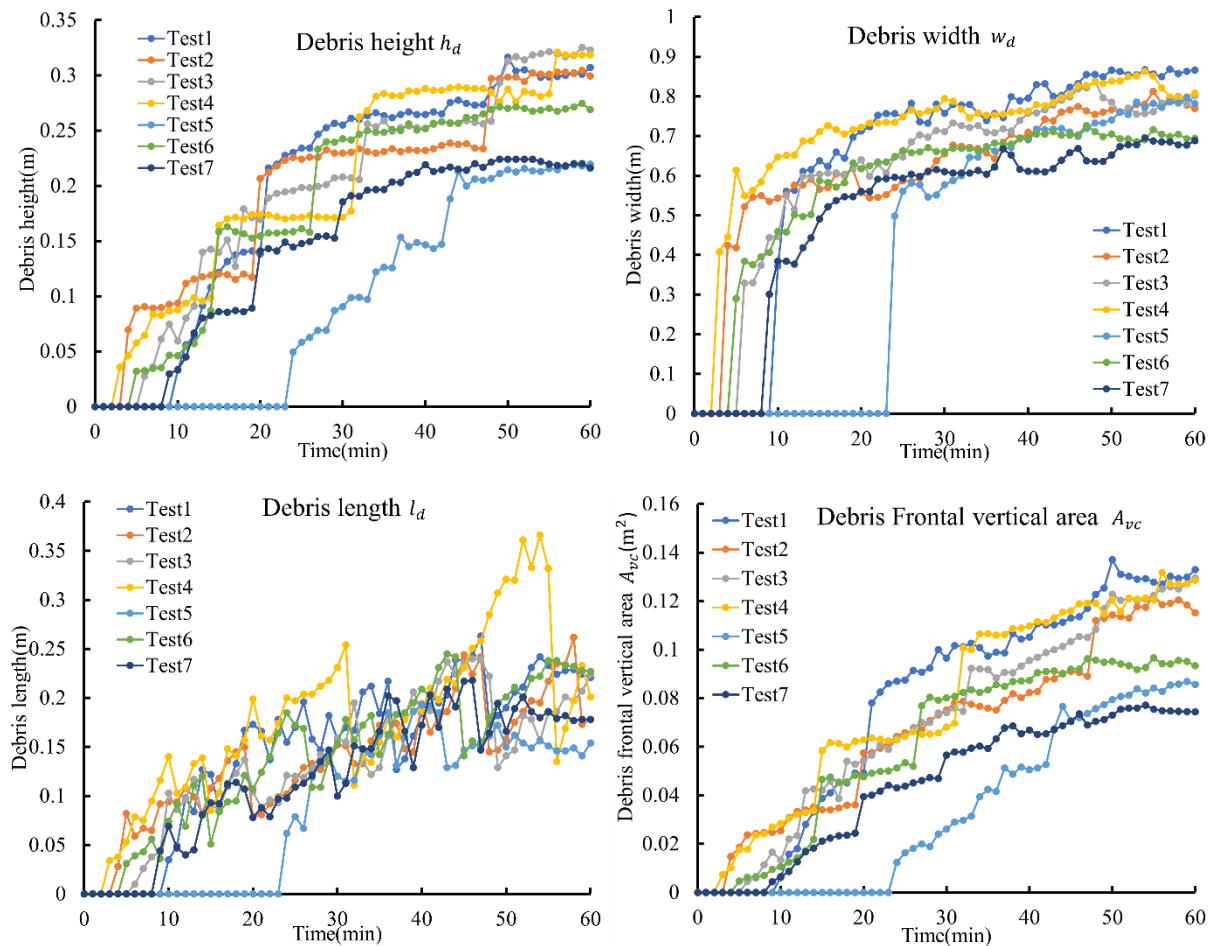 Debris height h_d
Debris height(m)
0.35
0.3
0.25
0.2
0.15
0.1
0.05
0
Test1
Test2
Test3
Test4
Test5
Test6
Test7
0 10 20 30 40 50 60
Time(min)
Debris width w_d
Debris width(m)
1
0.9
0.8
0.7
0.6
0.5
0.4
0.3
0.2
0.1
0
Test1
Test2
Test3
Test4
Test5
Test6
Test7
0 10 20 30 40 50 60
Time(min)
Debris length l_d
Debris length(m)
0.4
0.35
0.3
0.25
0.2
0.15
0.1
0.05
0
Test1
Test2
Test3
Test4
Test5
Test6
Test7
0 10 20 30 40 50 60
Time(min)
Debris Frontal vertical area A_vc
Debris frontal vertical area A_vc(m²)
0.16
0.14
0.12
0.1
0.08
0.06
0.04
0.02
0
Test1
Test2
Test3
Test4
Test5
Test6
Test7
0 10 20 30 40 50 60
Time(min)